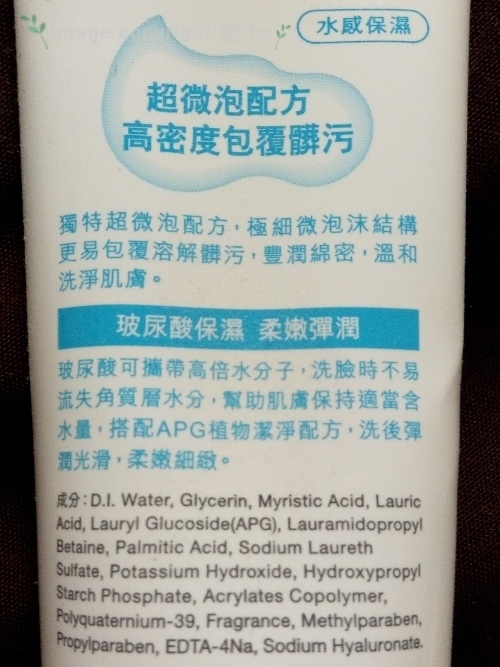 水感保濕
超微泡配方
高密度包覆髒污
獨特超微泡配方，極細微泡沫結構
更易包覆溶解髒污，豐潤綿密，溫和
洗淨肌膚。
玻尿酸保濕 柔嫩彈潤
玻尿酸可攜帶高倍水分子，洗臉時不易
流失角質層水分，幫助肌膚保持適當含
水量，搭配APG植物潔淨配方，洗後彈
潤光滑，柔嫩細緻。
成分：D.I. Water, Glycerin, Myristic Acid, Lauric
Acid, Lauryl Glucoside(APG), Lauramidopropyl
Betaine, Palmitic Acid, Sodium Laureth
Sulfate, Potassium Hydroxide, Hydroxypropyl
Starch Phosphate, Acrylates Copolymer,
Polyquaternium-39, Fragrance, Methylparaben,
Propylparaben, EDTA-4Na, Sodium Hyaluronate.